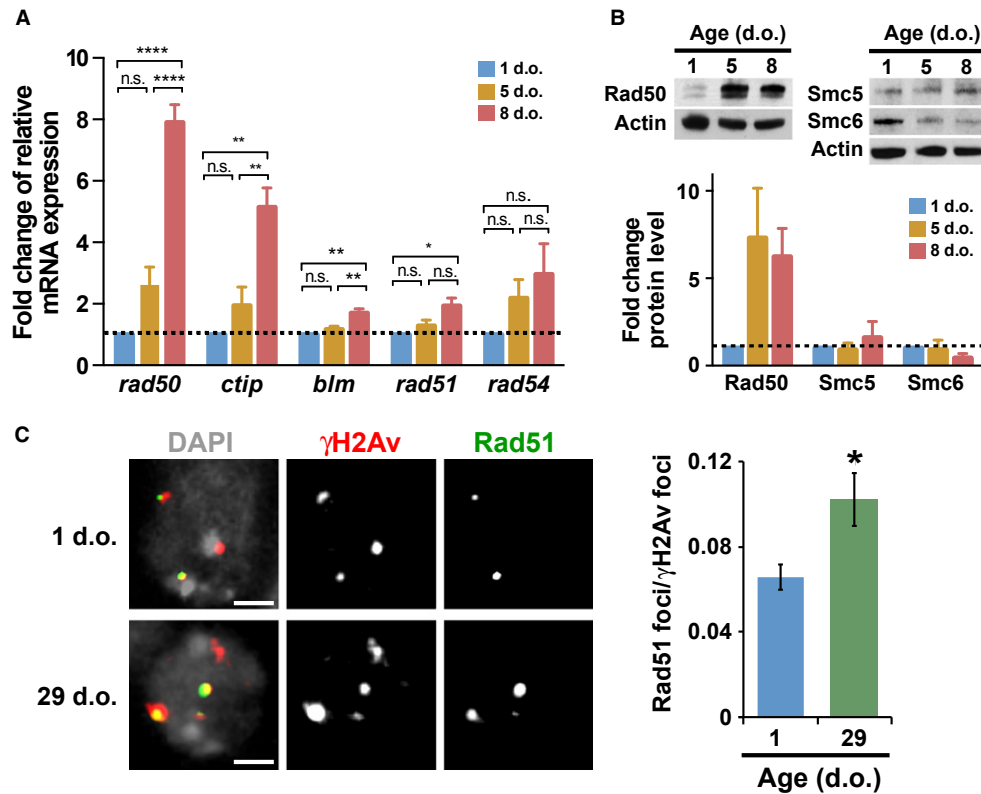 A
Fold change of relative
mRNA expression
10
8
6
4
2
0
****
n.s. ****
**
n.s. **
**
n.s. **
*
n.s. n.s.
n.s.
n.s. n.s.
1 d.o.
5 d.o.
8 d.o.
rad50 ctip blm rad51 rad54
B
Age (d.o.)
1 5 8
Rad50
Actin
Age (d.o.)
1 5 8
Smc5
Smc6
Actin
Fold change
protein level
10
5
0
1 d.o.
5 d.o.
8 d.o.
Rad50 Smc5 Smc6
C
DAPI γH2Av Rad51
1 d.o.
29 d.o.
Rad51 foci/γH2Av foci
0.12
0.08
0.04
0
*
1 29
Age (d.o.)